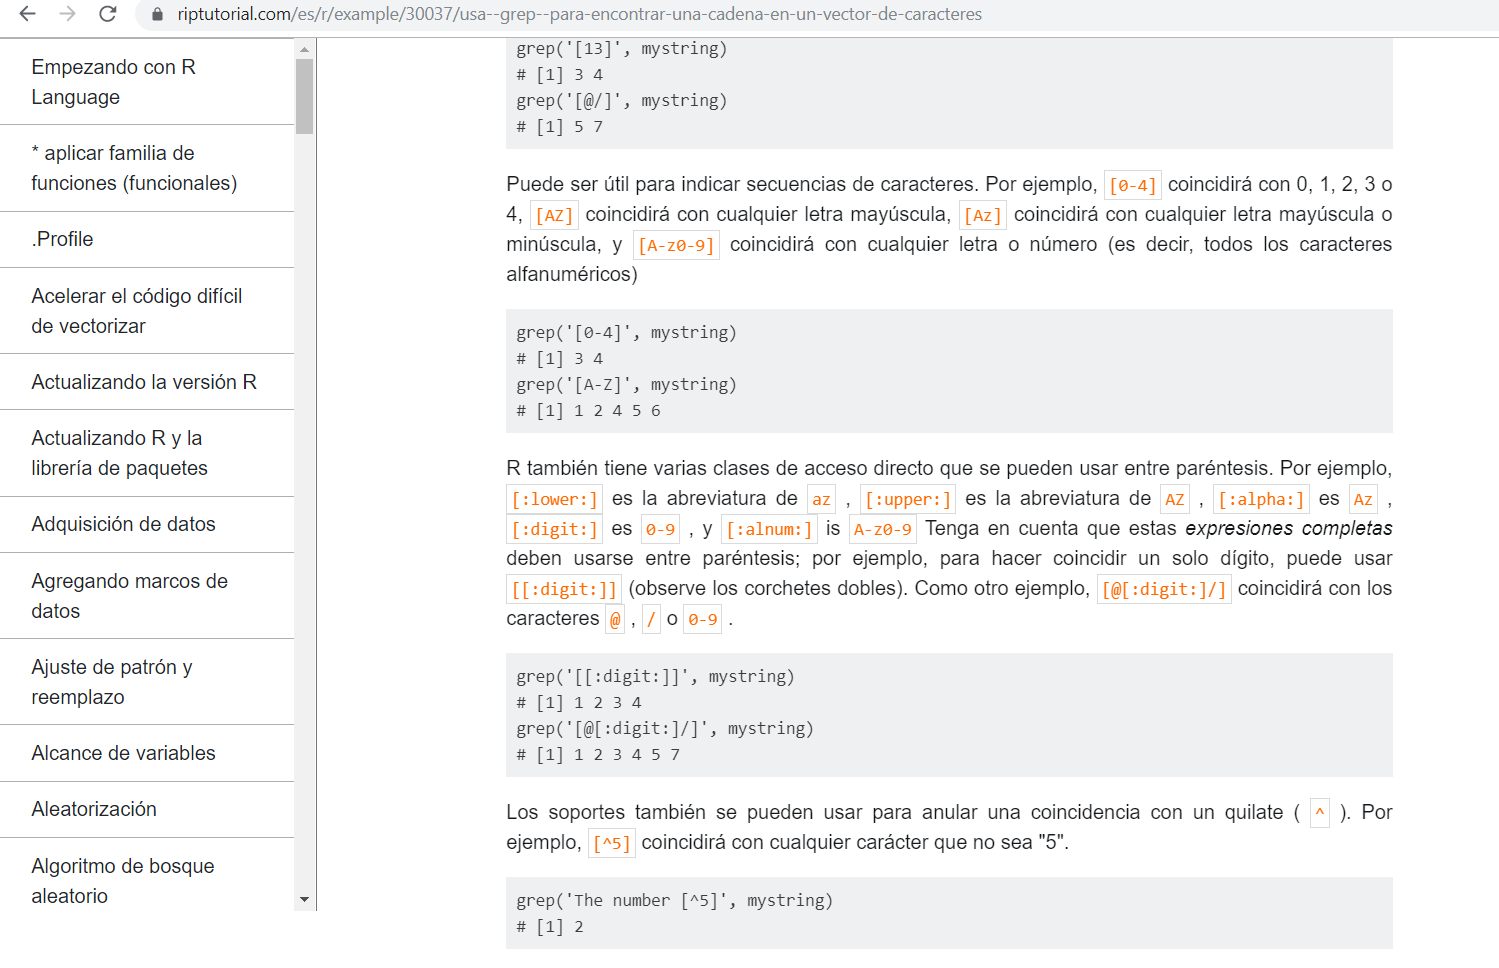 riptutorial.com/es/r/example/30037/usa--grep--para-encontrar-una-cadena-en-un-vector-de-caracteres
Empezando con R
Language
* aplicar familia de
funciones (funcionales)
.Profile
Acelerar el código difícil
de vectorizar
Actualizando la versión R
Actualizando R y la
librería de paquetes
Adquisición de datos
Agregando marcos de
datos
Ajuste de patrón y
reemplazo
Alcance de variables
Aleatorización
Algoritmo de bosque
aleatorio
grep('[13]', mystring)
# [1] 3 4
grep('[@/]', mystring)
# [1] 5 7
Puede ser útil para indicar secuencias de caracteres. Por ejemplo, [0-4] coincidirá con 0, 1, 2, 3 o
4, [AZ] coincidirá con cualquier letra mayúscula, [Az] coincidirá con cualquier letra mayúscula o
minúscula, y [A-z0-9] coincidirá con cualquier letra o número (es decir, todos los caracteres
alfanuméricos)
grep('[0-4]', mystring)
# [1] 3 4
grep('[A-Z]', mystring)
# [1] 1 2 4 5 6
R también tiene varias clases de acceso directo que se pueden usar entre paréntesis. Por ejemplo,
[:lower:] es la abreviatura de az , [:upper:] es la abreviatura de AZ , [:alpha:] es Az ,
[:digit:] es 0-9 , y [:alnum:] is A-z0-9 Tenga en cuenta que estas expresiones completas
deben usarse entre paréntesis; por ejemplo, para hacer coincidir un solo dígito, puede usar
[[:digit:]] (observe los corchetes dobles). Como otro ejemplo, [@[:digit:]/] coincidirá con los
caracteres @ , / o 0-9 .
grep('[[:digit:]]', mystring)
# [1] 1 2 3 4
grep('[@[:digit:]/]', mystring)
# [1] 1 2 3 4 5 7
Los soportes también se pueden usar para anular una coincidencia con un quilate ( ^ ). Por
ejemplo, [^5] coincidirá con cualquier carácter que no sea "5".
grep('The number [^5]', mystring)
# [1] 2